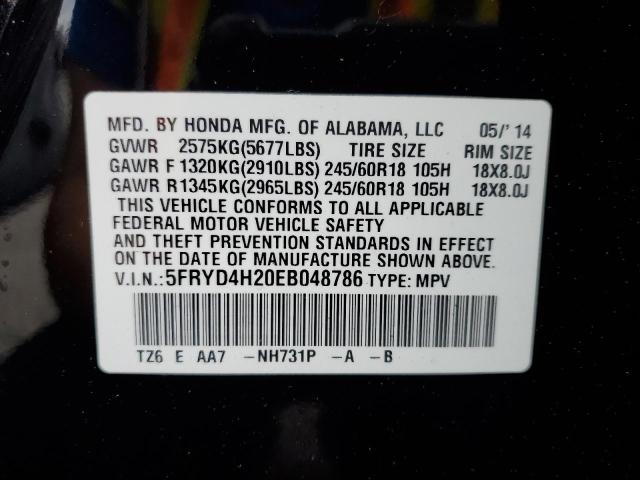 MFD. BY HONDA MFG. OF ALABAMA, LLC 05/'14
GVWR 2575KG(5677LBS) TIRE SIZE RIM SIZE
GAWR F 1320KG(2910LBS) 245/60R18 105H 18X8.0J
GAWR R 1345KG(2965LBS) 245/60R18 105H 18X8.0J
THIS VEHICLE CONFORMS TO ALL APPLICABLE
FEDERAL MOTOR VEHICLE SAFETY
AND THEFT PREVENTION STANDARDS IN EFFECT
ON THE DATE OF MANUFACTURE SHOWN ABOVE.
V.I.N.: 5FRYD4H20EB048786 TYPE: MPV
TZ6 E AA7 -NH731P -A -B